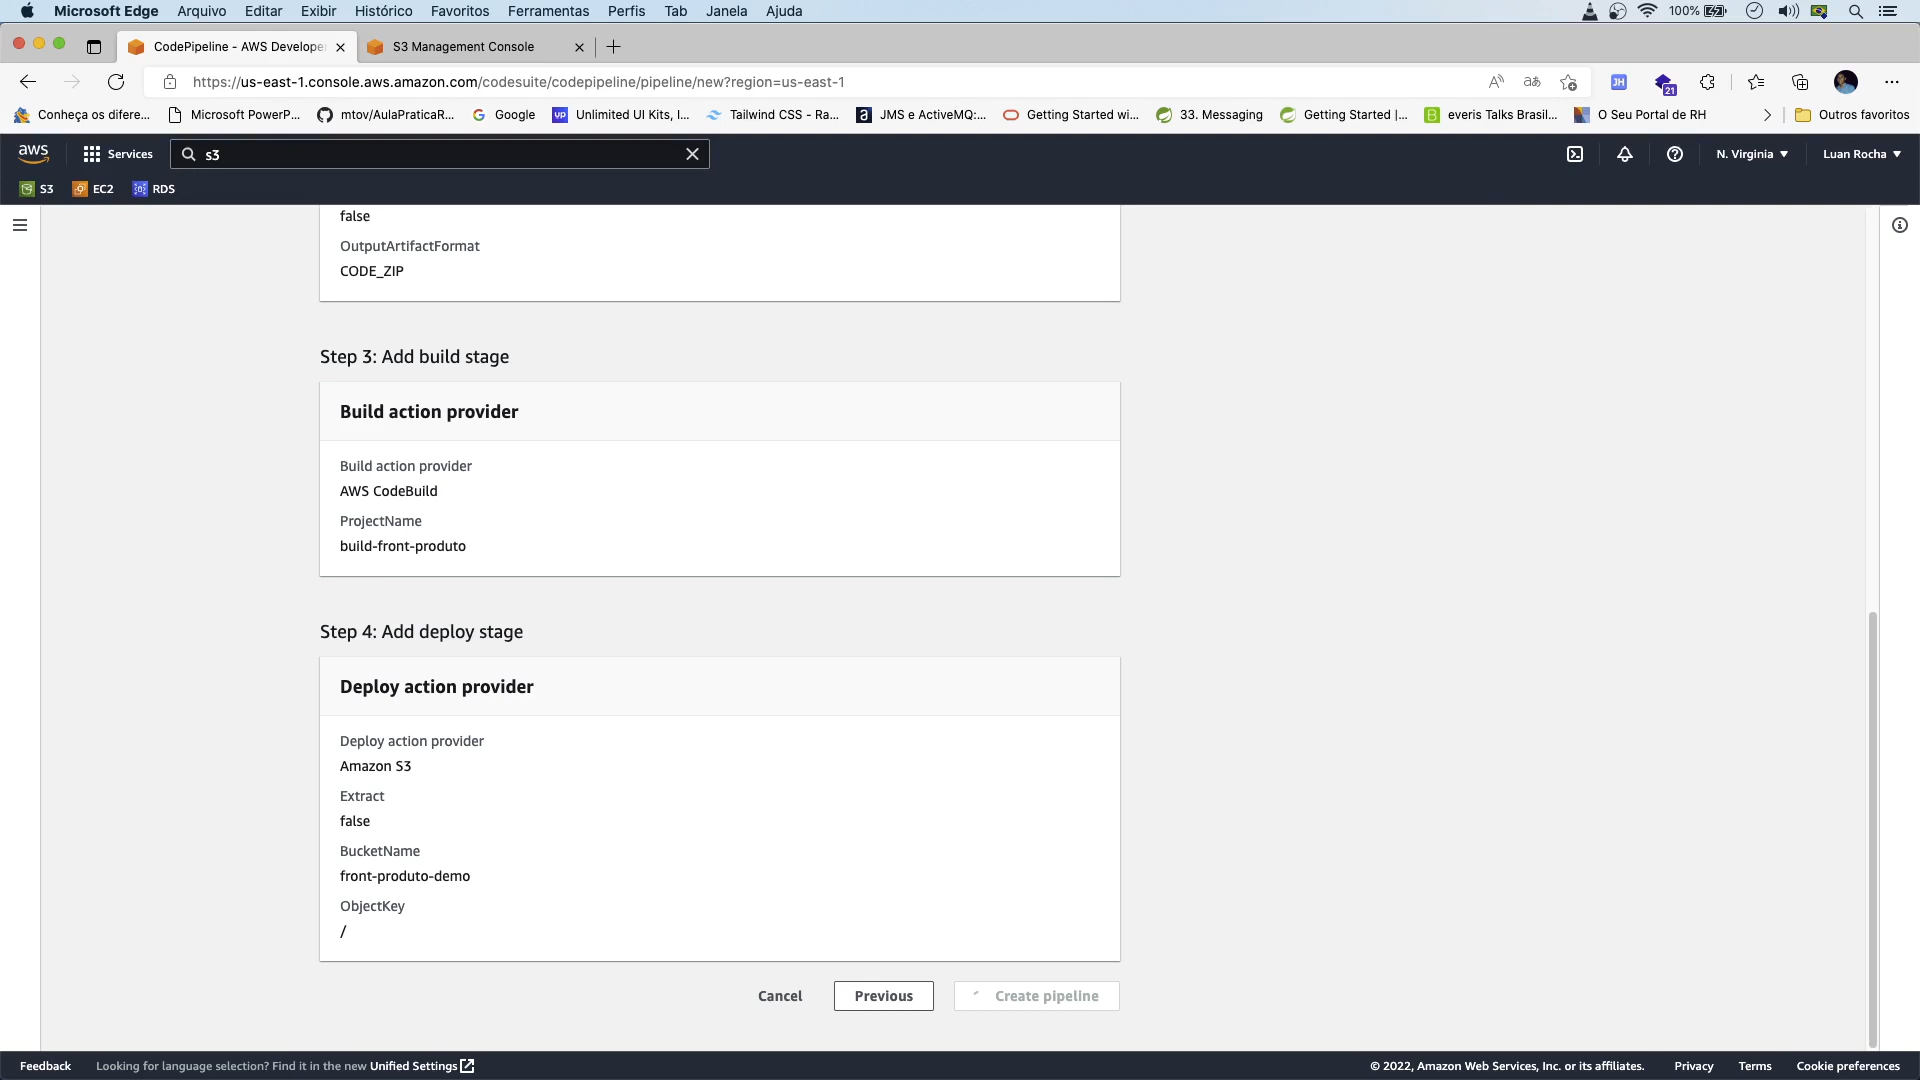 Microsoft Edge Arquivo Editar Exibir Histórico Favoritos Ferramentas Perfis Tab Janela Ajuda 100%
CodePipeline - AWS Develope S3 Management Console
https://us-east-1.console.aws.amazon.com/codesuite/codepipeline/pipeline/new?region=us-east-1 aあ JH 21
Conheça os difere... Microsoft PowerP... mtov/AulaPraticaR... G Google UP Unlimited UI Kits, I... Tailwind CSS - Ra... a JMS e ActiveMQ:... Getting Started wi... 33. Messaging Getting Started |... B everis Talks Brasil... O Seu Portal de RH Outros favoritos
aws Services s3 N. Virginia Luan Rocha
S3 EC2 RDS
false
OutputArtifactFormat
CODE_ZIP
Step 3: Add build stage
Build action provider
Build action provider
AWS CodeBuild
ProjectName
build-front-produto
Step 4: Add deploy stage
Deploy action provider
Deploy action provider
Amazon S3
Extract
false
BucketName
front-produto-demo
ObjectKey
/
Cancel Previous Create pipeline
Feedback Looking for language selection? Find it in the new Unified Settings © 2022, Amazon Web Services, Inc. or its affiliates. Privacy Terms Cookie preferences